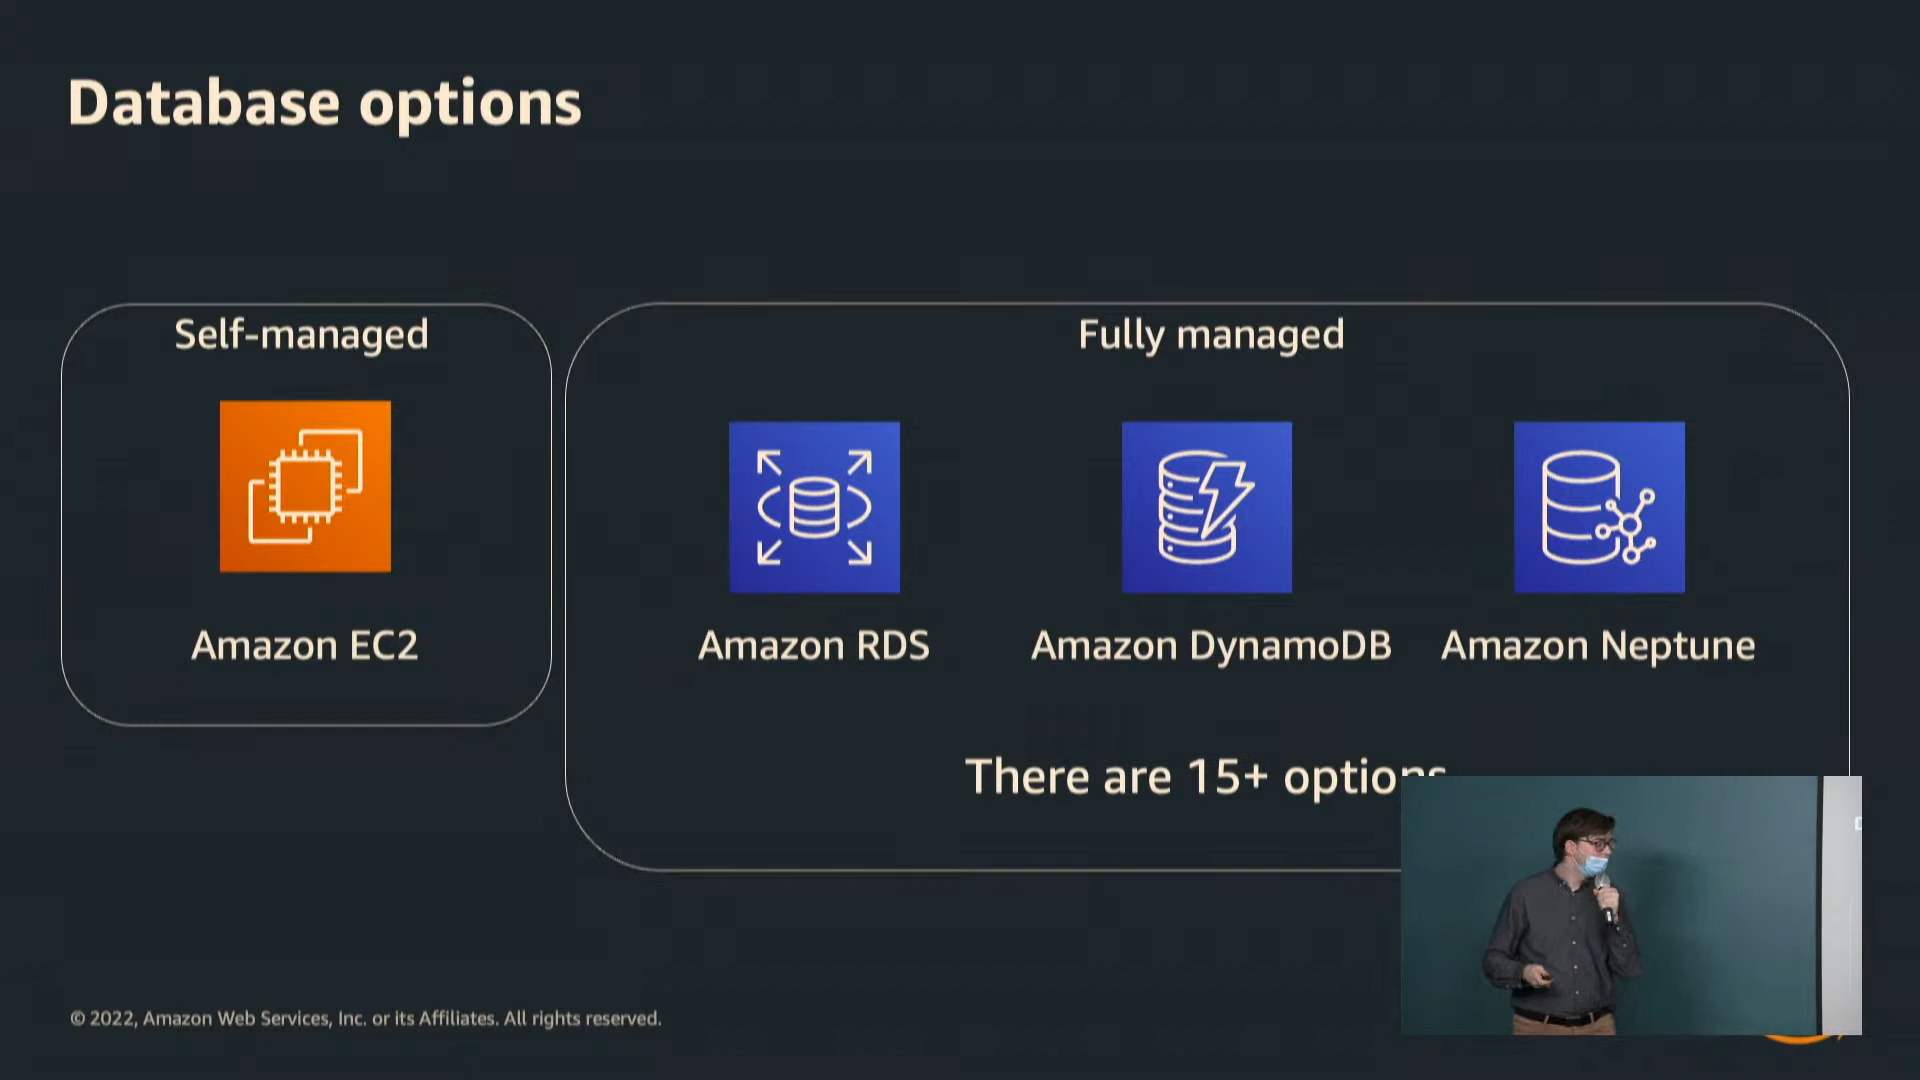 Database options
Self-managed
Amazon EC2
Fully managed
Amazon RDS
Amazon DynamoDB
Amazon Neptune
There are 15+ options
© 2022, Amazon Web Services, Inc. or its Affiliates. All rights reserved.